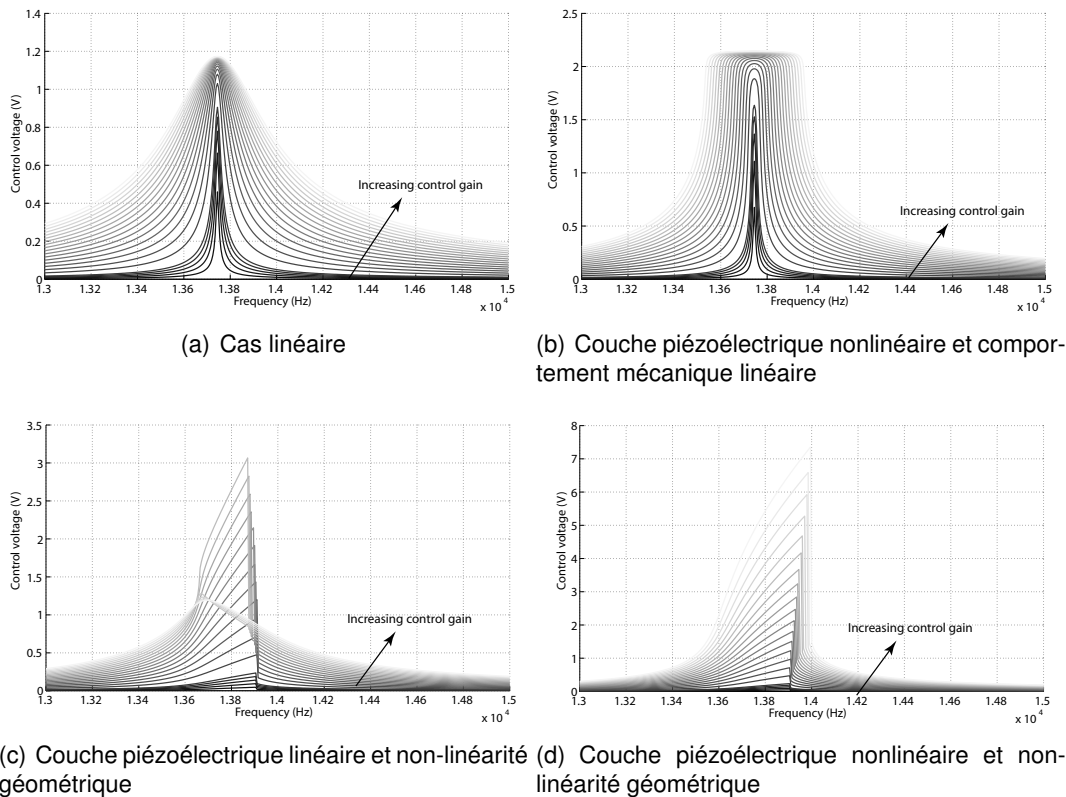 1.4
1.2
1
0.8
0.6
0.4
0.2
0
Control voltage (V)
Increasing control gain
1.3 1.32 1.34 1.36 1.38 1.4 1.42 1.44 1.46 1.48 1.5
Frequency (Hz)
x 10 4
(a) Cas linéaire
2.5
2
1.5
1
0.5
0
Control voltage (V)
Increasing control gain
1.3 1.32 1.34 1.36 1.38 1.4 1.42 1.44 1.46 1.48 1.5
Frequency (Hz)
x 10 4
(b) Couche piézoélectrique nonlinéaire et compor-
tement mécanique linéaire
3.5
3
2.5
2
1.5
1
0.5
0
Control voltage (V)
Increasing control gain
1.3 1.32 1.34 1.36 1.38 1.4 1.42 1.44 1.46 1.48 1.5
Frequency (Hz)
x 10 4
(c) Couche piézoélectrique linéaire et non-linéarité
géométrique
8
7
6
5
4
3
2
1
0
Control voltage (V)
Increasing control gain
1.3 1.32 1.34 1.36 1.38 1.4 1.42 1.44 1.46 1.48 1.5
Frequency (Hz)
x 10 4
(d) Couche piézoélectrique nonlinéaire et non-
linéarité géométrique